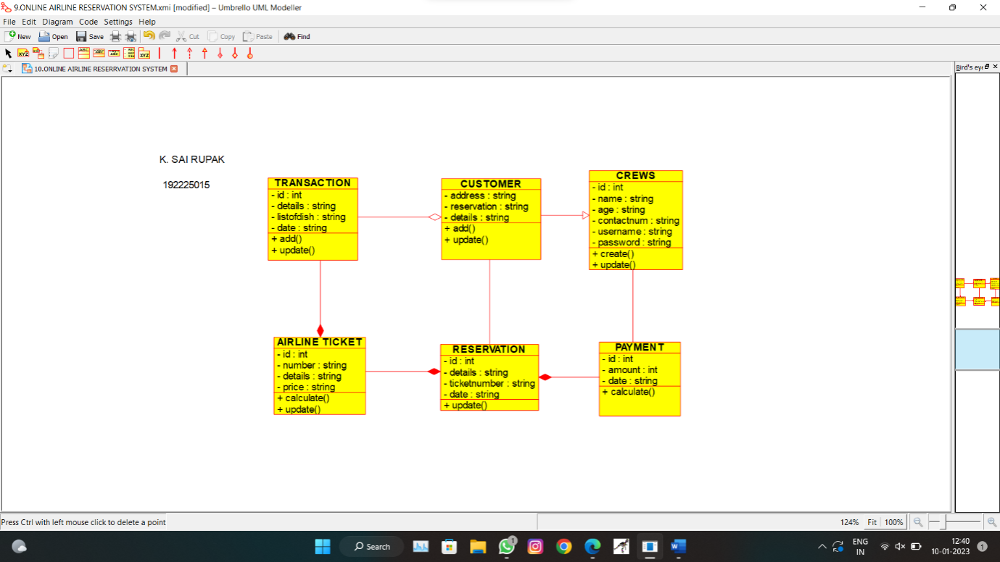 9.ONLINE AIRLINE RESERVATION SYSTEM.xmi [modified] – Umbrello UML Modeller
File Edit Diagram Code Settings Help
New Open Save Cut Copy Paste Find
10.ONLINE AIRLINE RESERRVATION SYSTEM
Bird's eye
K. SAI RUPAK
192225015
TRANSACTION
- id : int
- details : string
- listofdish : string
- date : string
+ add()
+ update()
CUSTOMER
- address : string
- reservation : string
- details : string
+ add()
+ update()
CREWS
- id : int
- name : string
- age : string
- contactnum : string
- username : string
- password : string
+ create()
+ update()
AIRLINE TICKET
- id : int
- number : string
- details : string
- price : string
+ calculate()
+ update()
RESERVATION
- id : int
- details : string
- ticketnumber : string
- date : string
+ update()
PAYMENT
- id : int
- amount : int
- date : string
+ calculate()
Press Ctrl with left mouse click to delete a point
124% Fit 100%
Search
1
ENG
IN
12:40
10-01-2023
1